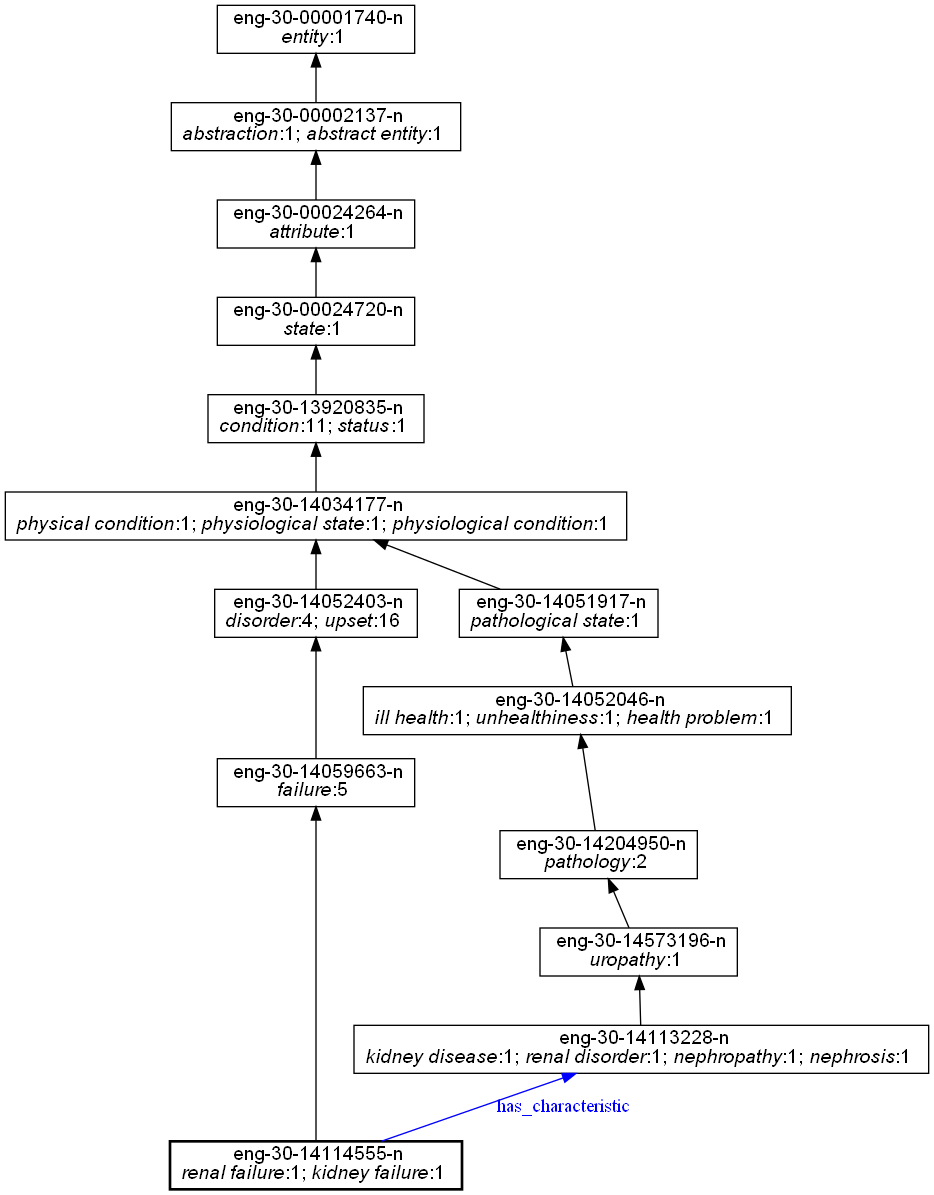 eng-30-00001740-n
entity:1
eng-30-00002137-n
abstraction:1; abstract entity:1
eng-30-00024264-n
attribute:1
eng-30-00024720-n
state:1
eng-30-13920835-n
condition:11; status:1
eng-30-14034177-n
physical condition:1; physiological state:1; physiological condition:1
eng-30-14052403-n
disorder:4; upset:16
eng-30-14051917-n
pathological state:1
eng-30-14052046-n
ill health:1; unhealthiness:1; health problem:1
eng-30-14059663-n
failure:5
eng-30-14204950-n
pathology:2
eng-30-14573196-n
uropathy:1
eng-30-14113228-n
kidney disease:1; renal disorder:1; nephropathy:1; nephrosis:1
has_characteristic
eng-30-14114555-n
renal failure:1; kidney failure:1